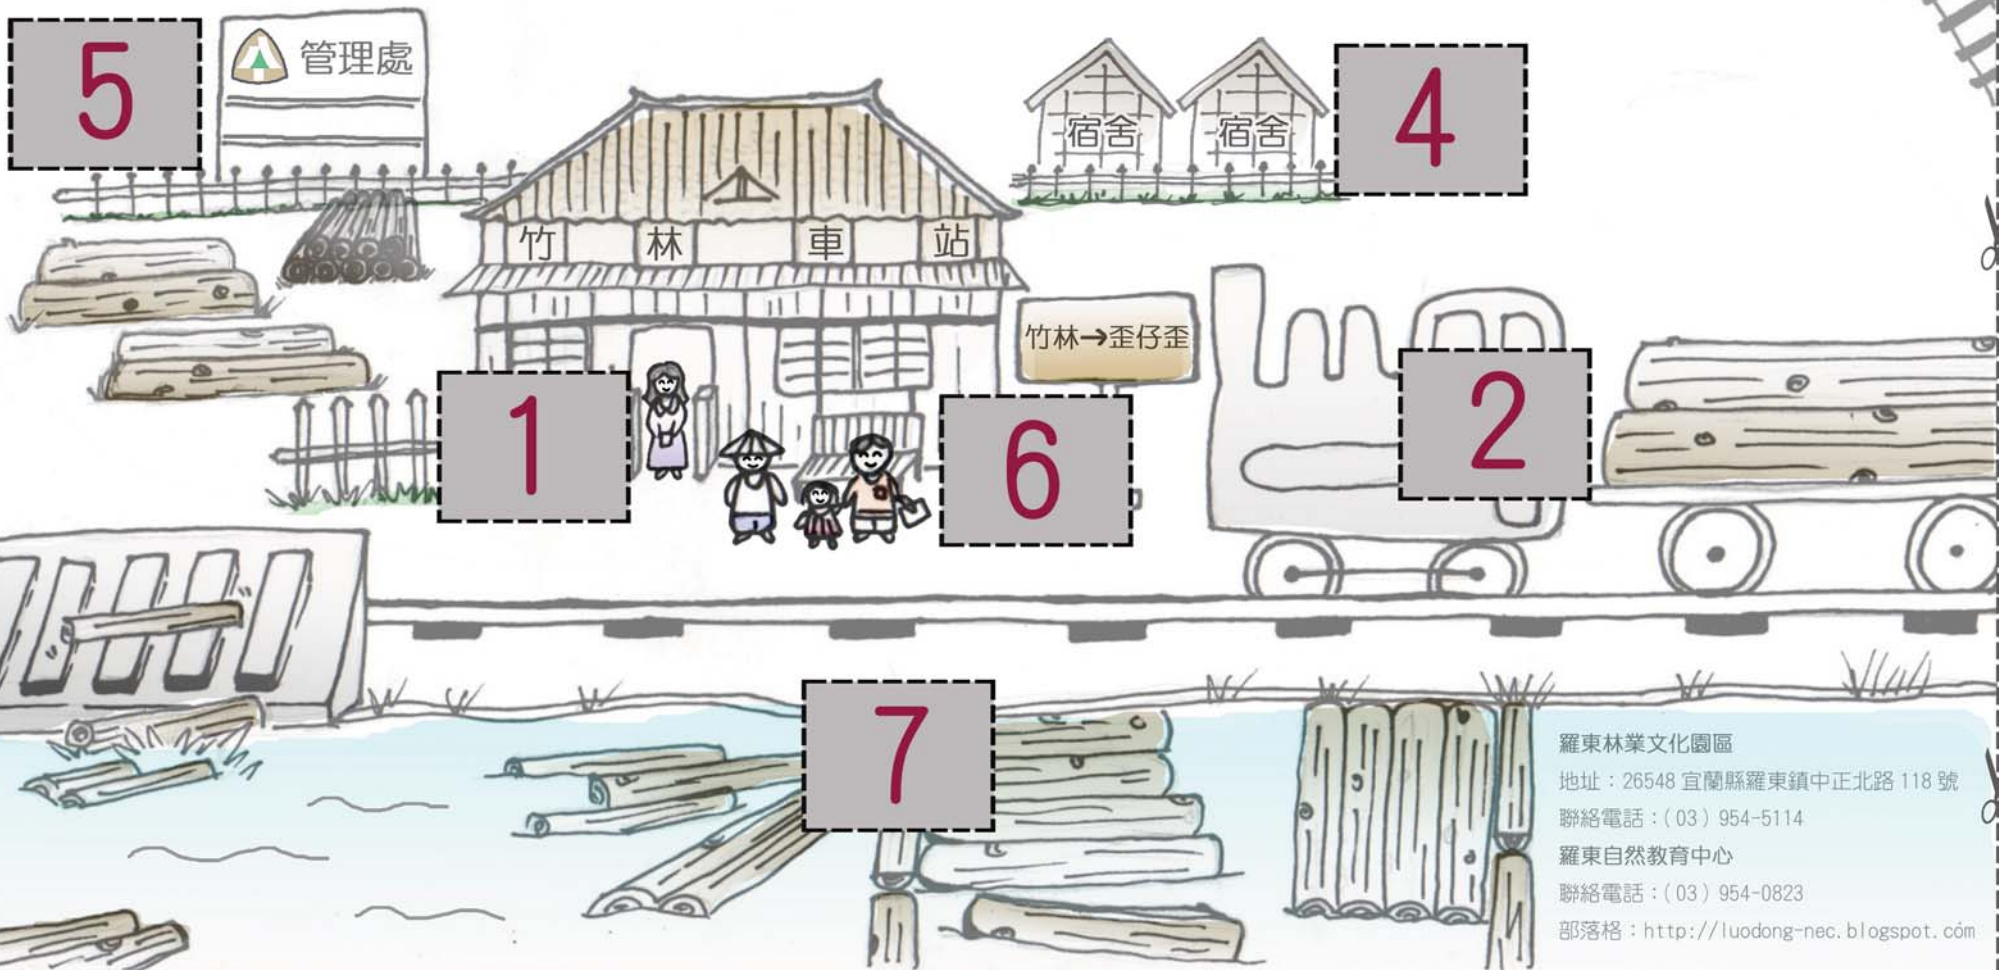 5
管理處
4
宿舍
宿舍
竹林車站
竹林→歪仔歪
1
6
2
7
羅東林業文化園區
地址：26548 宜蘭縣羅東鎮中正北路 118 號
聯絡電話：(03) 954-5114
羅東自然教育中心
聯絡電話：(03) 954-0823
部落格：http://luodong-nec.blogspot.com